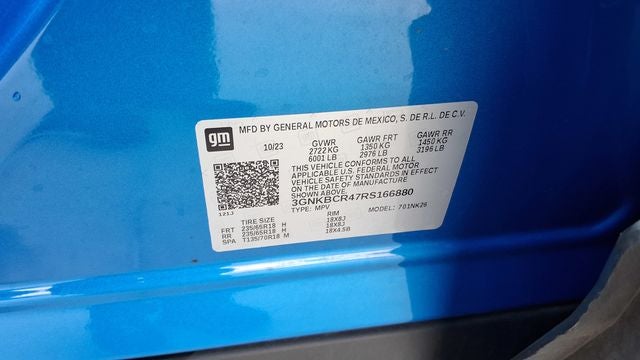 gm MFD BY GENERAL MOTORS DE MEXICO, S. DE R.L. DE C.V.
10/23 GVWR GAWR FRT GAWR RR
2722 KG 1350 KG 1450 KG
6001 LB 2976 LB 3196 LB
THIS VEHICLE CONFORMS TO ALL
APPLICABLE U.S. FEDERAL MOTOR
VEHICLE SAFETY STANDARDS IN EFFECT
ON THE DATE OF MANUFACTURE
3GNKBCR47RS166880
121J TYPE: MPV MODEL: 701NK26
TIRE SIZE RIM
FRT 235/65R18 H 18X8J
RR 235/65R18 H 18X8J
SPA T135/70R18 M 18X4.5B